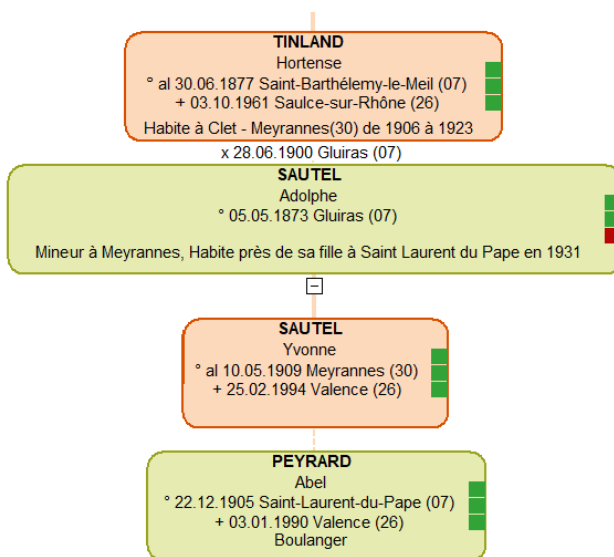 TINLAND
Hortense
° al 30.06.1877 Saint-Barthélemy-le-Meil (07)
+ 03.10.1961 Saulce-sur-Rhône (26)
Habite à Clet - Meyrannes(30) de 1906 à 1923
x 28.06.1900 Gluiras (07)
SAUTEL
Adolphe
° 05.05.1873 Gluiras (07)
Mineur à Meyrannes, Habite près de sa fille à Saint Laurent du Pape en 1931
SAUTEL
Yvonne
° al 10.05.1909 Meyrannes (30)
+ 25.02.1994 Valence (26)
PEYRARD
Abel
° 22.12.1905 Saint-Laurent-du-Pape (07)
+ 03.01.1990 Valence (26)
Boulanger